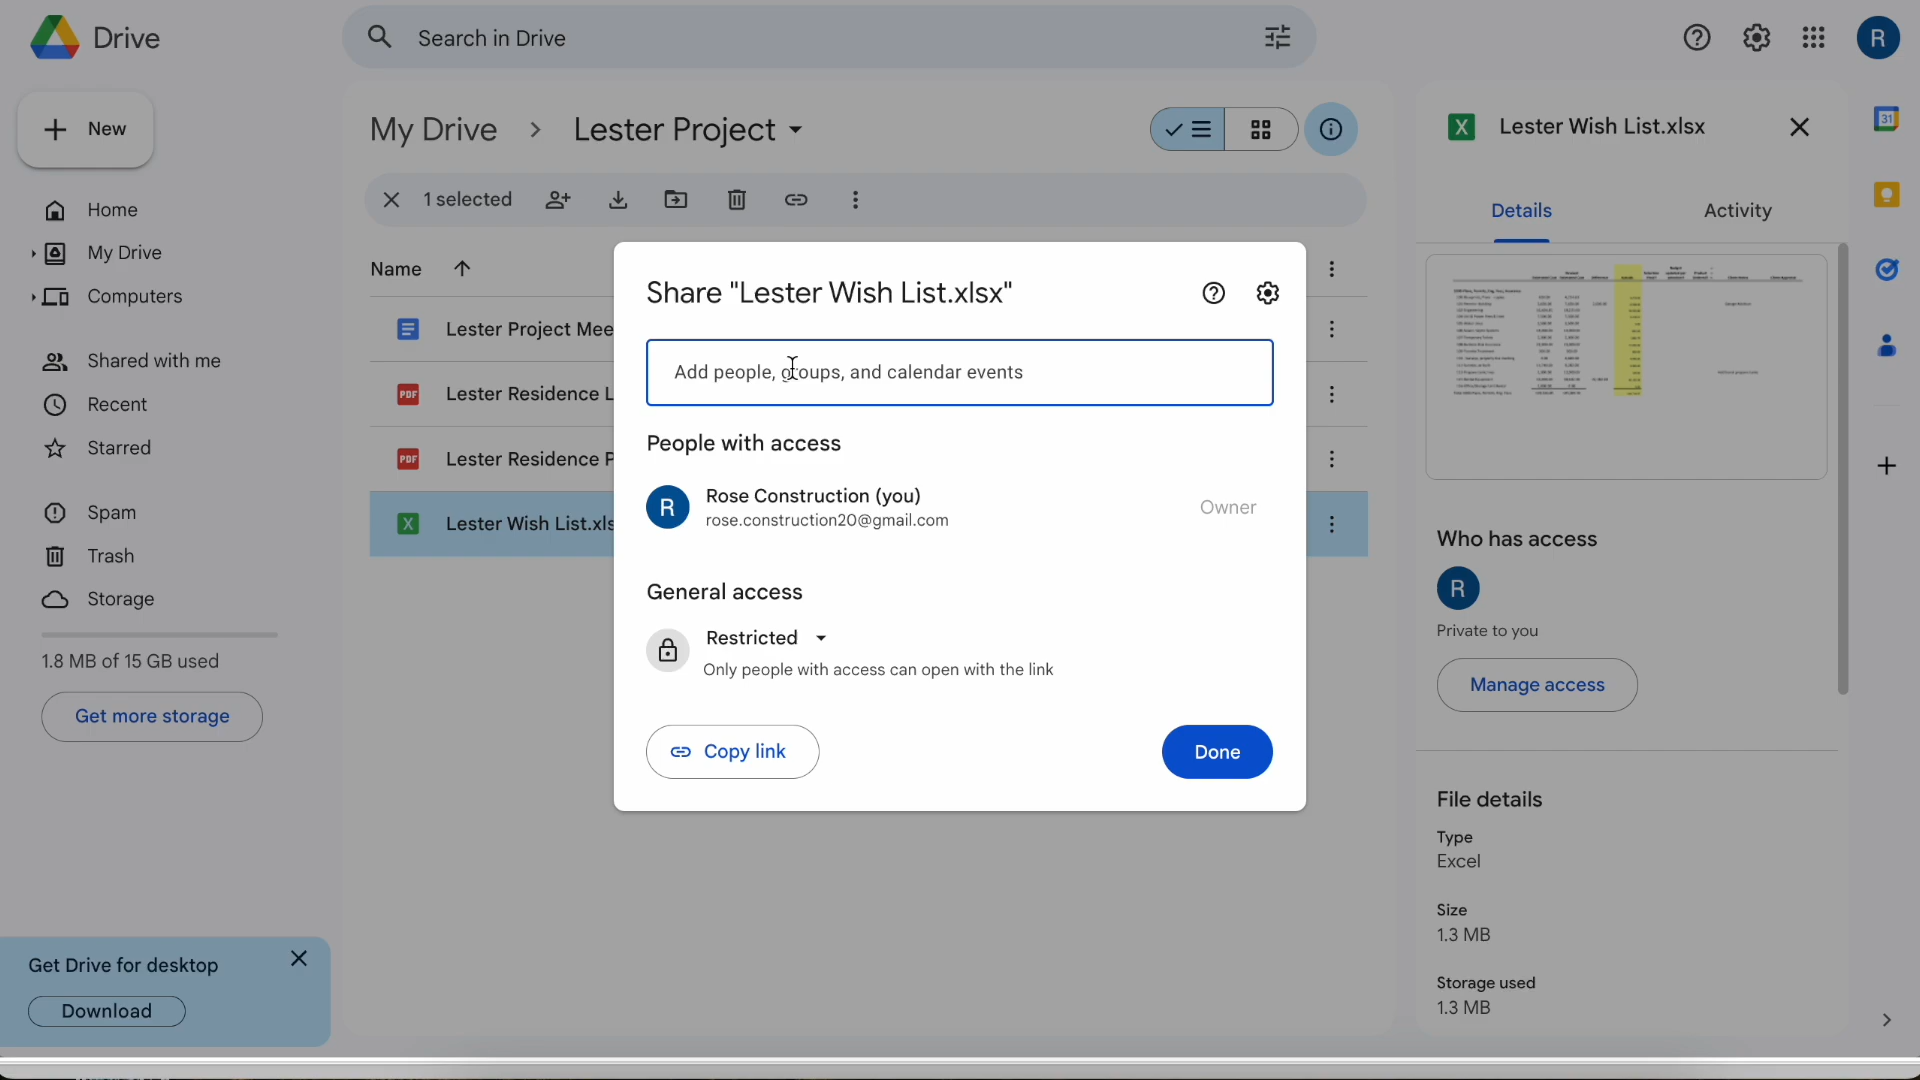 Drive
Search in Drive
R
New
Home
My Drive
Computers
Shared with me
Recent
Starred
Spam
Trash
Storage
1.8 MB of 15 GB used
Get more storage
Get Drive for desktop
Download
My Drive > Lester Project
1 selected
Name
Lester Project Mee
PDF Lester Residence L
PDF Lester Residence P
X Lester Wish List.xls
Share "Lester Wish List.xlsx"
Add people, groups, and calendar events
People with access
R Rose Construction (you)
rose.construction20@gmail.com
Owner
General access
Restricted
Only people with access can open with the link
Copy link
Done
X Lester Wish List.xlsx
Details
Activity
Who has access
R
Private to you
Manage access
File details
Type
Excel
Size
1.3 MB
Storage used
1.3 MB
31